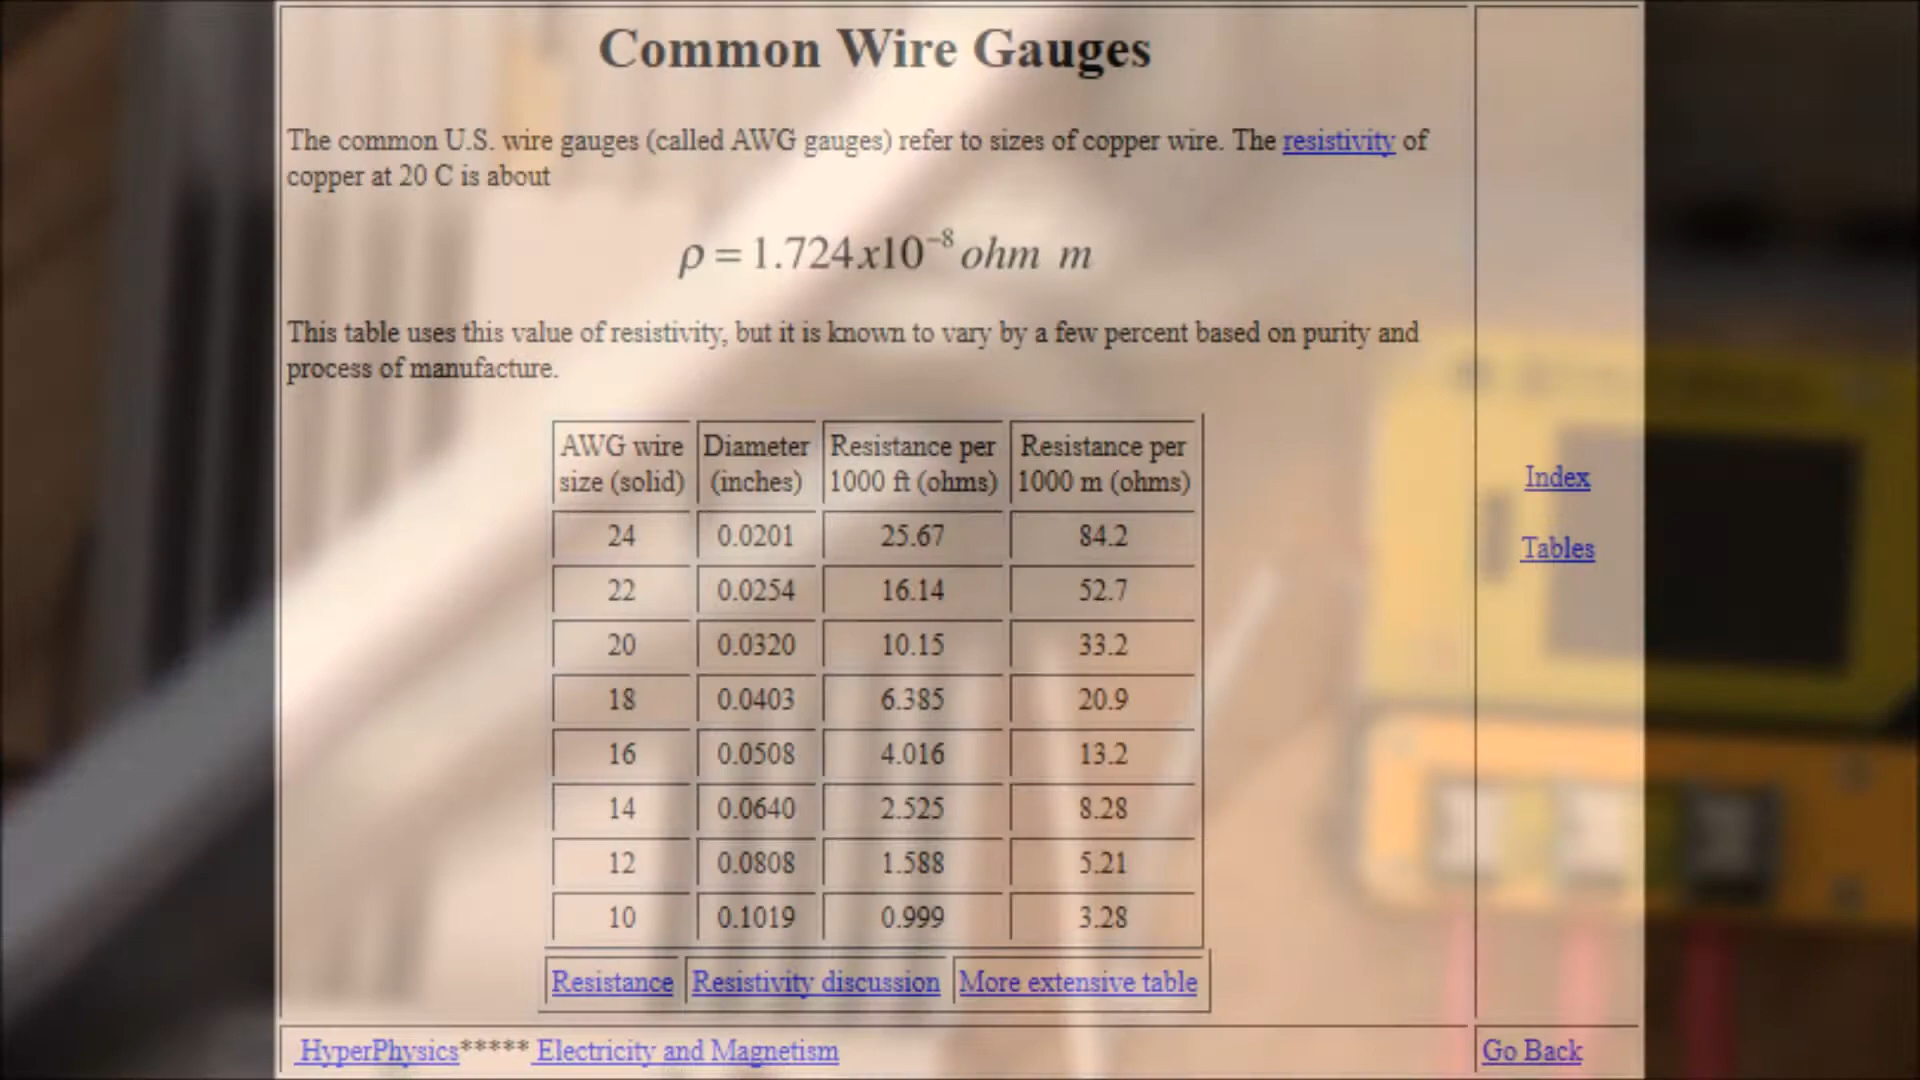 Common Wire Gauges
The common U.S. wire gauges (called AWG gauges) refer to sizes of copper wire. The resistivity of
copper at 20 C is about
ρ = 1.724x10⁻⁸ ohm m
This table uses this value of resistivity, but it is known to vary by a few percent based on purity and
process of manufacture.
AWG wire size (solid) Diameter (inches) Resistance per 1000 ft (ohms) Resistance per 1000 m (ohms)
24 0.0201 25.67 84.2
22 0.0254 16.14 52.7
20 0.0320 10.15 33.2
18 0.0403 6.385 20.9
16 0.0508 4.016 13.2
14 0.0640 2.525 8.28
12 0.0808 1.588 5.21
10 0.1019 0.999 3.28
Resistance Resistivity discussion More extensive table
Index
Tables
HyperPhysics***** Electricity and Magnetism
Go Back